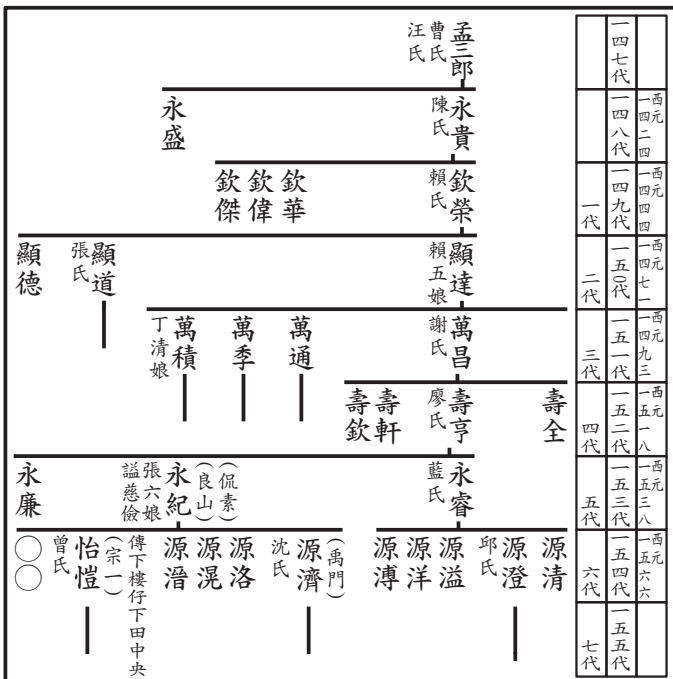 一四七代
西元一四二四
一四八代
西元一四四四
一四九代
一代
西元一四七一
一五〇代
二代
西元一四九三
一五一代
三代
西元一五一八
一五二代
四代
西元一五三八
一五三代
五代
西元一五六六
一五四代
六代
一五五代
七代
孟三郎
曹氏
汪氏
永貴
陳氏
永盛
欽榮
賴氏
欽華
欽偉
欽傑
顯達
賴五娘
顯道
張氏
顯德
萬昌
謝氏
萬通
萬季
萬積
丁清娘
壽全
壽亨
廖氏
壽軒
壽欽
永睿
藍氏
(侃素)
(良山)
永紀
張六娘
謚慈儉
永廉
源清
源澄
邱氏
源溢
源洋
源溥
(禹門)
源濟
沈氏
源洛
源滉
源溍
傳下樓仔下田中央
(宗一)
怡愷
曾氏
〇〇